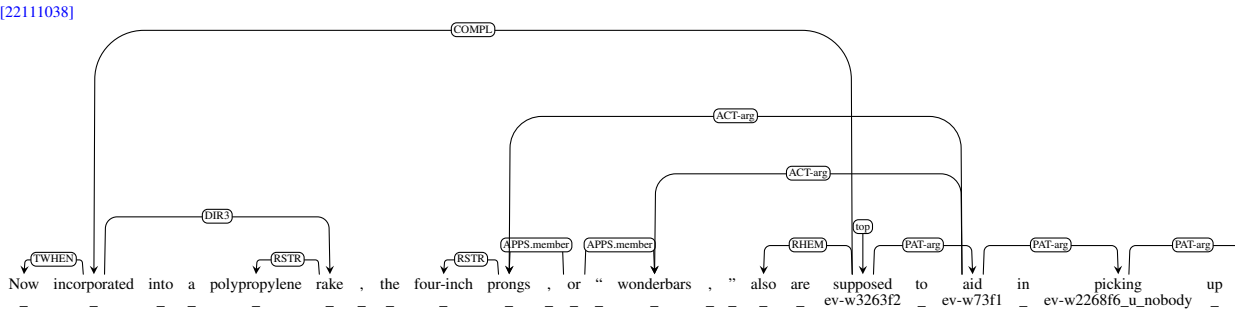 [22111038]
COMPL
ACT-arg
ACT-arg
DIR3
top
TWHEN RSTR RSTR APPS.member APPS.member RHEM PAT-arg PAT-arg PAT-arg
Now incorporated into a polypropylene rake , the four-inch prongs , or “ wonderbars , ” also are supposed to aid in picking up
_ _ _ _ _ _ _ _ _ _ _ _ _ _ _ _ _ _ ev-w3263f2 _ ev-w73f1 _ ev-w2268f6_u_nobody _